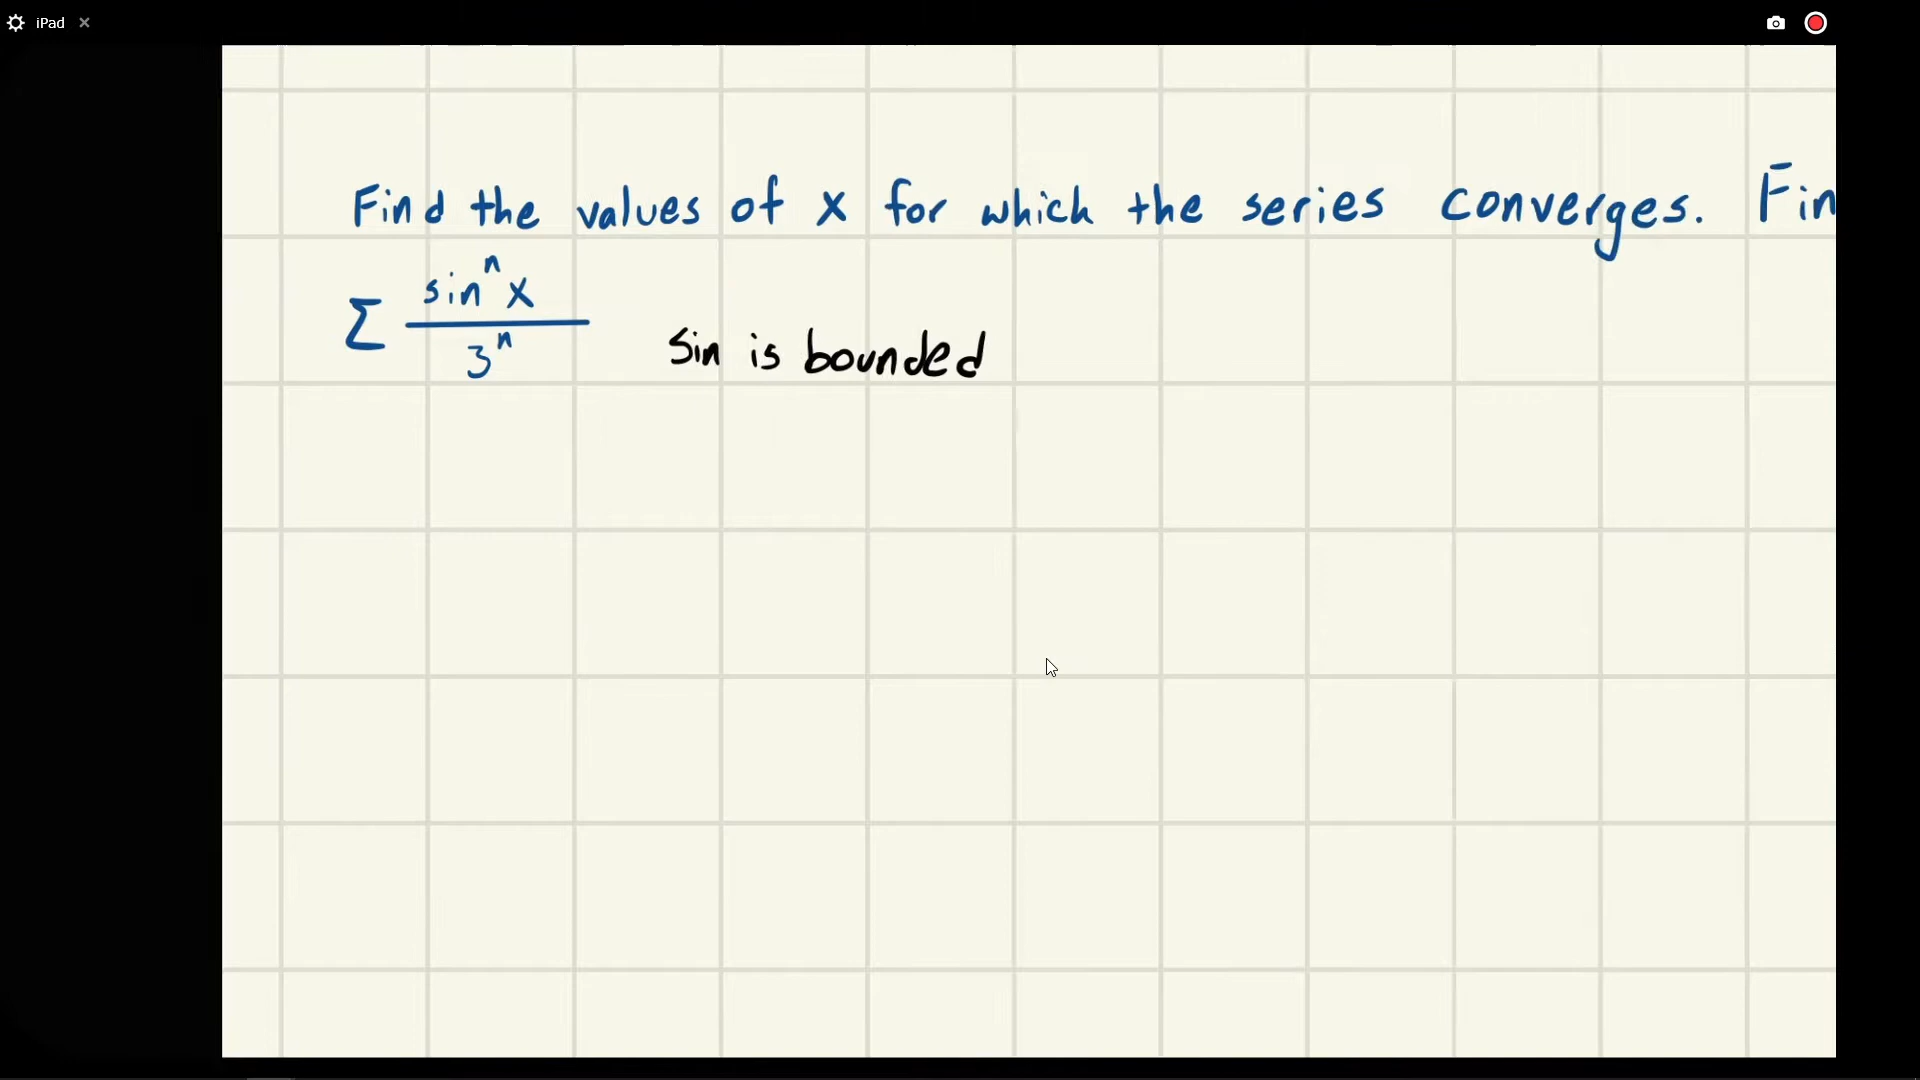 iPad
Find the values of x for which the series converges. Fin
Σ sinⁿx / 3ⁿ
Sin is bounded